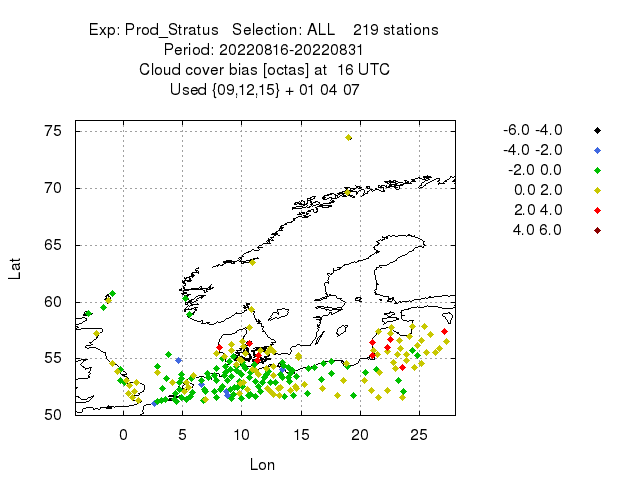 Exp: Prod_Stratus   Selection: ALL    219 stations
Period: 20220816-20220831
Cloud cover bias [octas] at  16 UTC
Used {09,12,15} + 01 04 07
-6.0 -4.0
-4.0 -2.0
-2.0 0.0
0.0 2.0
2.0 4.0
4.0 6.0
Lat
75
70
65
60
55
50
0 5 10 15 20 25
Lon